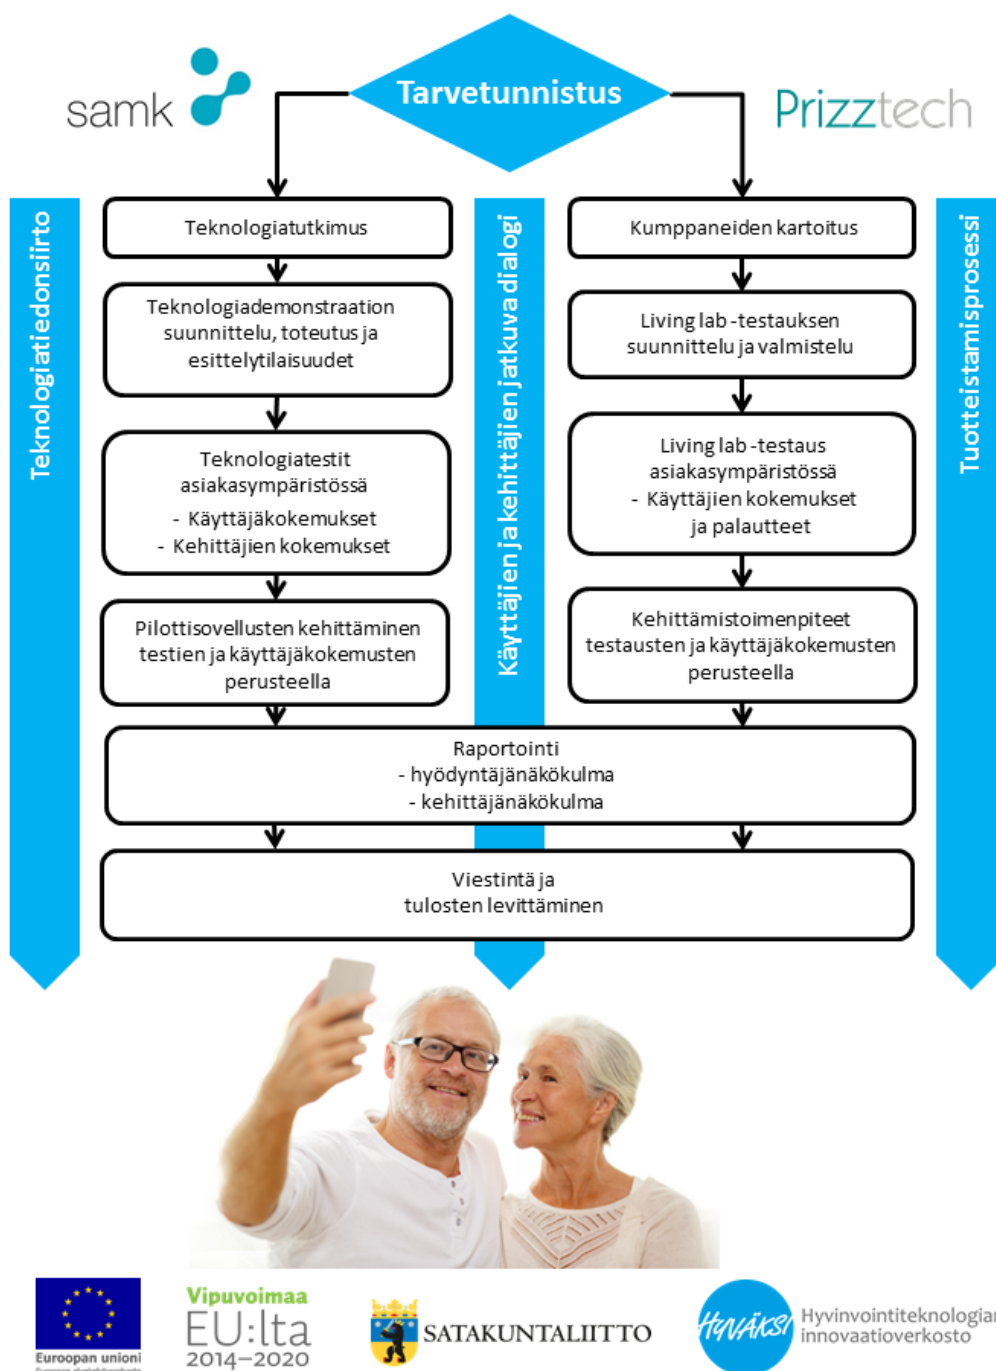 samk
Tarvetunnistus
Prizztech
Teknologiatiedonsiirto
Teknologiatutkimus
Teknologiademonstraation
suunnittelu, toteutus ja
esittelytilaisuudet
Teknologiatestit
asiakasympäristössä
- Käyttäjäkokemukset
- Kehittäjien kokemukset
Pilottisovellusten kehittäminen
testien ja käyttäjäkokemusten
perusteella
Käyttäjien ja kehittäjien jatkuva dialogi
Kumppaneiden kartoitus
Living lab -testauksen
suunnittelu ja valmistelu
Living lab -testaus
asiakasympäristössä
- Käyttäjien kokemukset
ja palautteet
Kehittämistoimenpiteet
testausten ja käyttäjäkokemusten
perusteella
Tuotteistamisprosessi
Raportointi
- hyödyntäjänäkökulma
- kehittäjänäkökulma
Viestintä ja
tulosten levittäminen
Euroopan unioni
Vipuvoimaa
EU:lta
2014–2020
SATAKUNTALIITTO
HYVÄKSI
Hyvinvointiteknologian
innovaatioverkosto